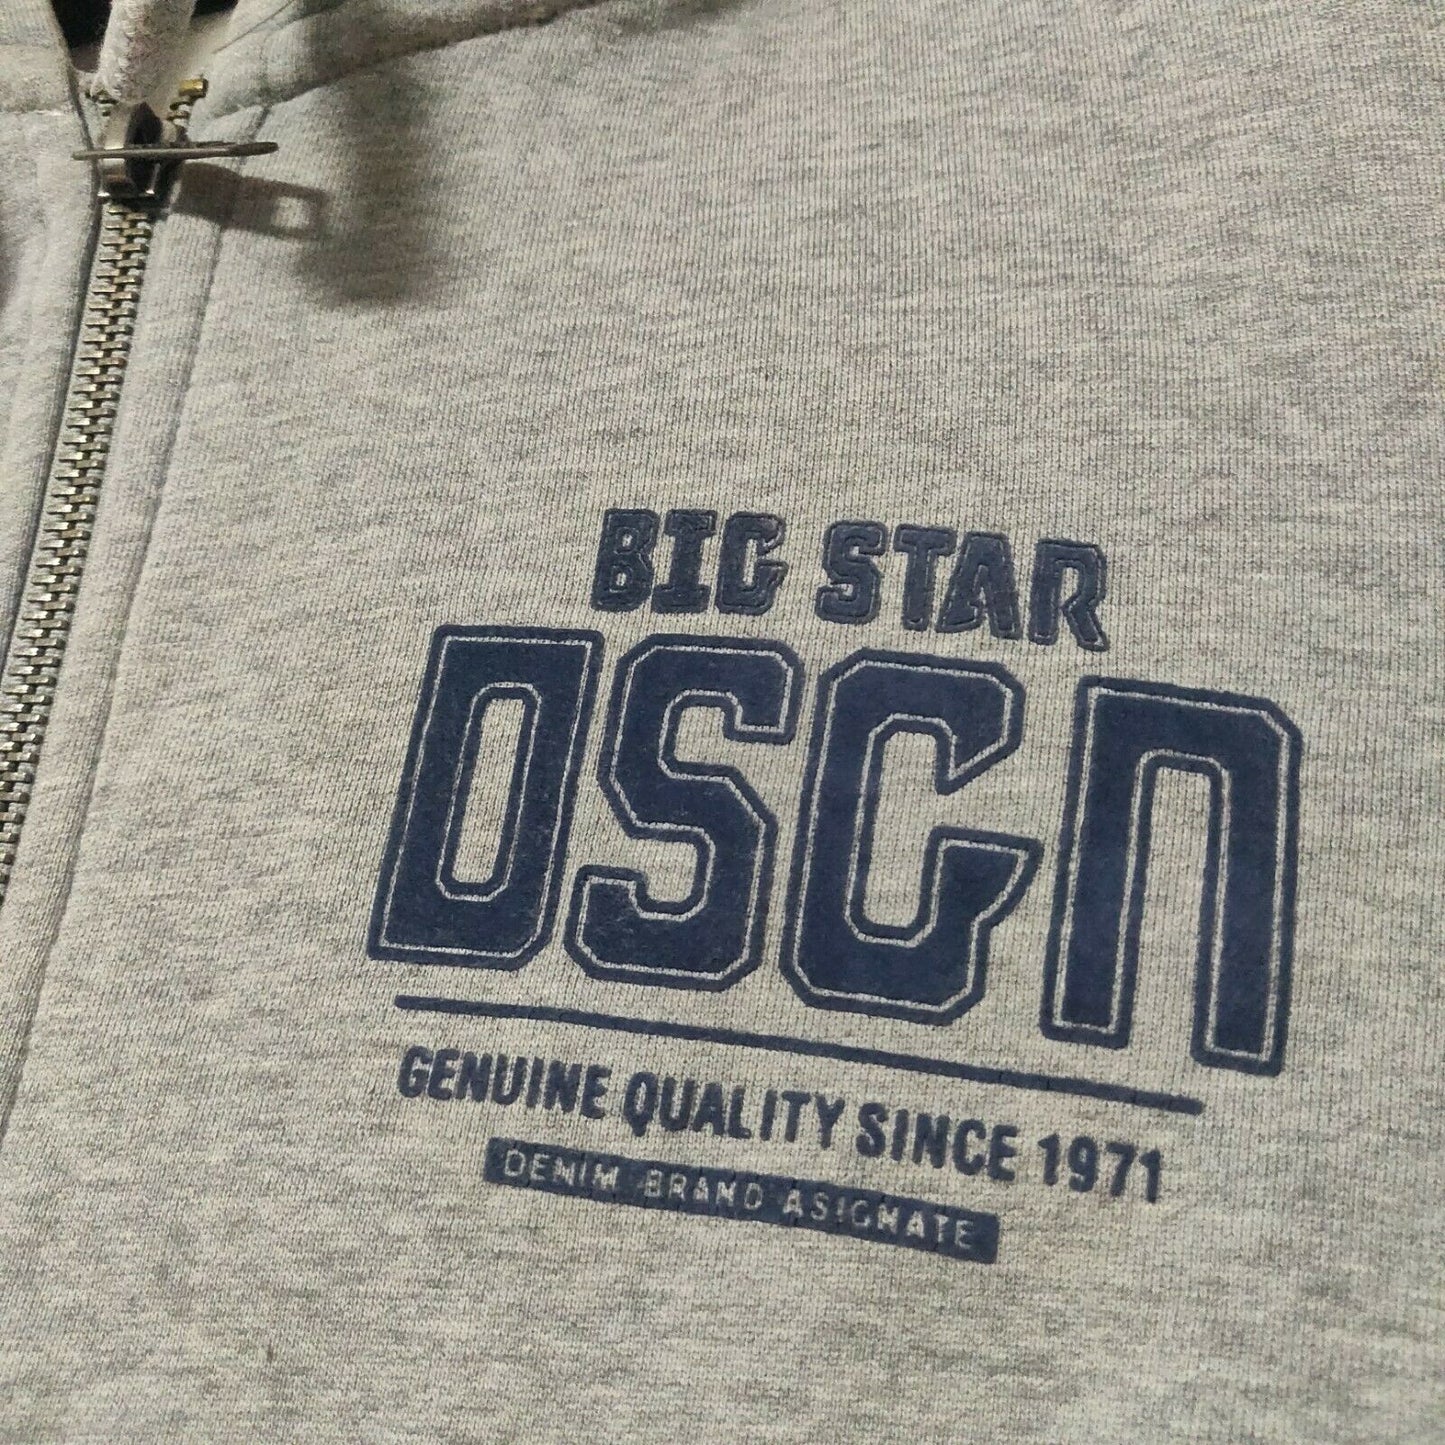 BIG STAR
DSGN
GENUINE QUALITY SINCE 1971
DENIM BRAND ASIGNATE